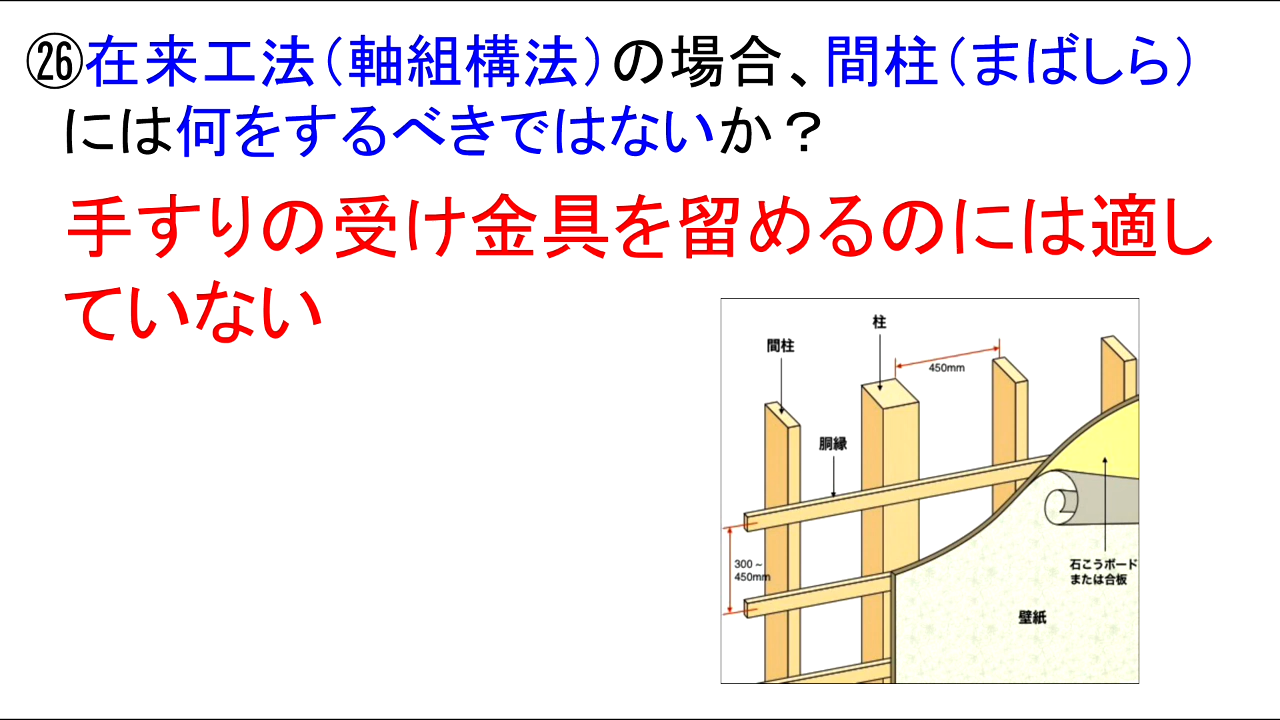 ㉖在来工法（軸組構法）の場合、間柱（まばしら）
には何をするべきではないか？
手すりの受け金具を留めるのには適し
ていない
柱
間柱
450mm
胴縁
300～
450mm
石こうボード
または合板
壁紙